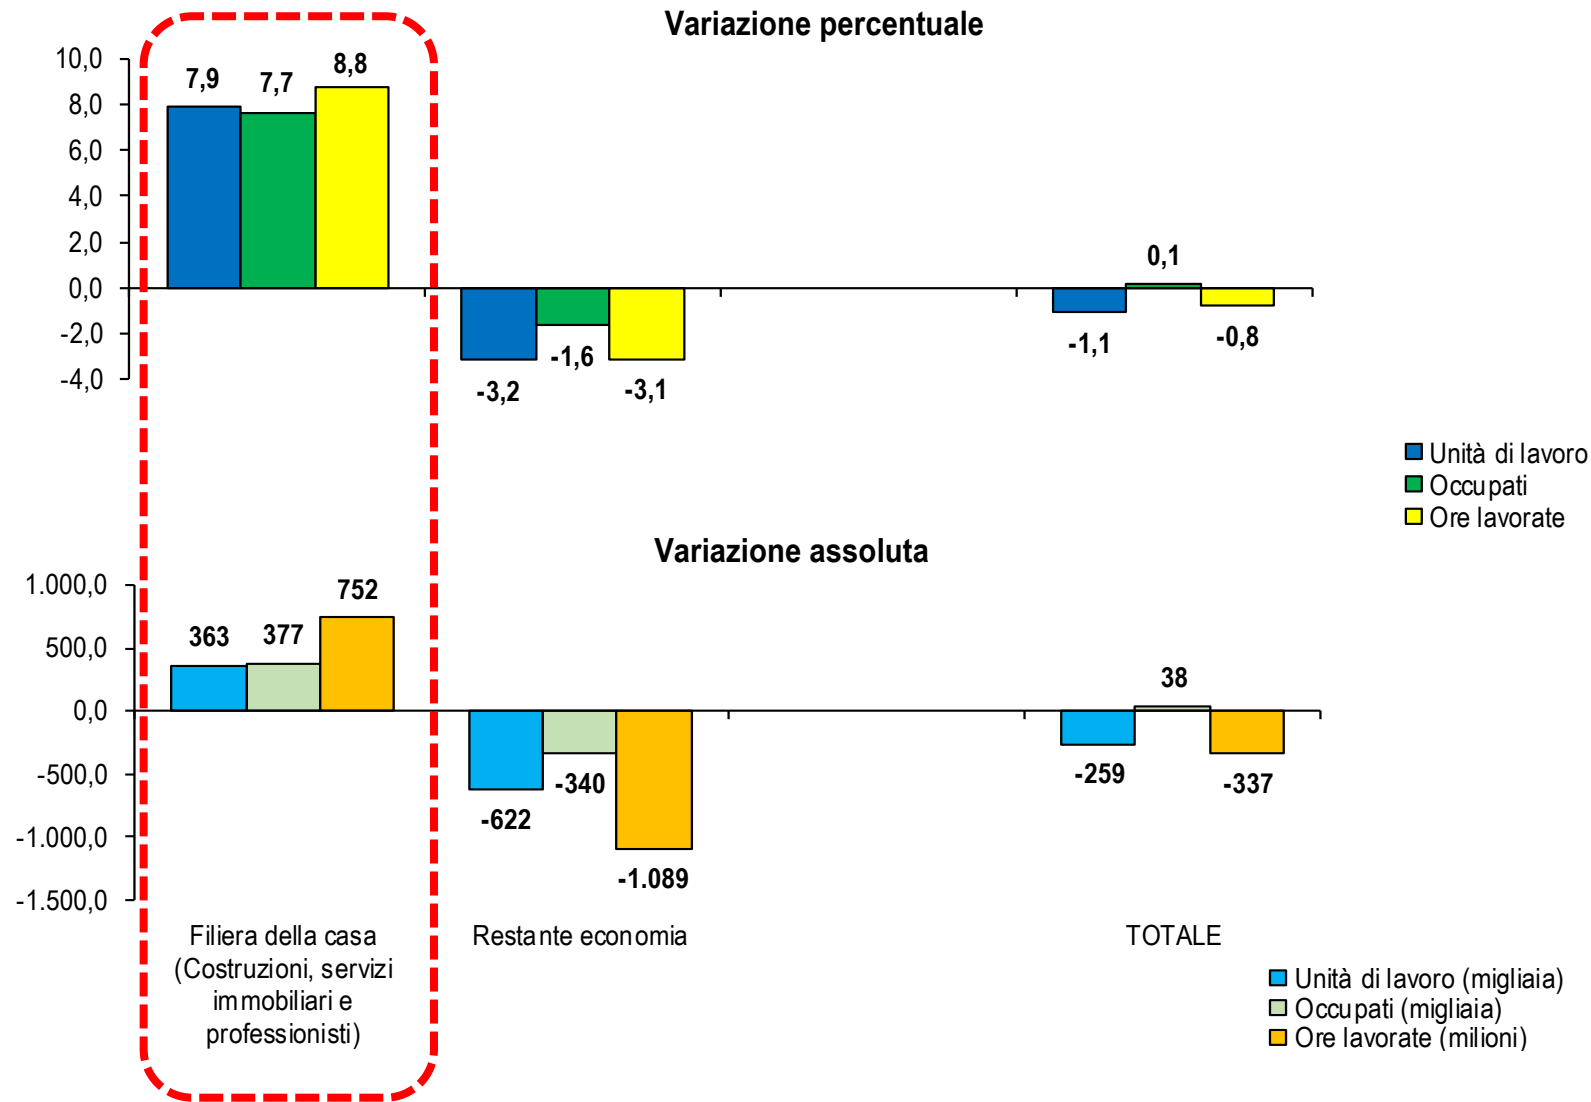 Variazione percentuale
10,0
8,0
6,0
4,0
2,0
0,0
-2,0
-4,0
7,9
7,7
8,8
-3,2
-1,6
-3,1
-1,1
0,1
-0,8
Unità di lavoro
Occupati
Ore lavorate
Variazione assoluta
1.000,0
500,0
0,0
-500,0
-1.000,0
-1.500,0
363
377
752
-622
-340
-1.089
-259
38
-337
Filiera della casa
(Costruzioni, servizi
immobiliari e
professionisti)
Restante economia
TOTALE
Unità di lavoro (migliaia)
Occupati (migliaia)
Ore lavorate (milioni)